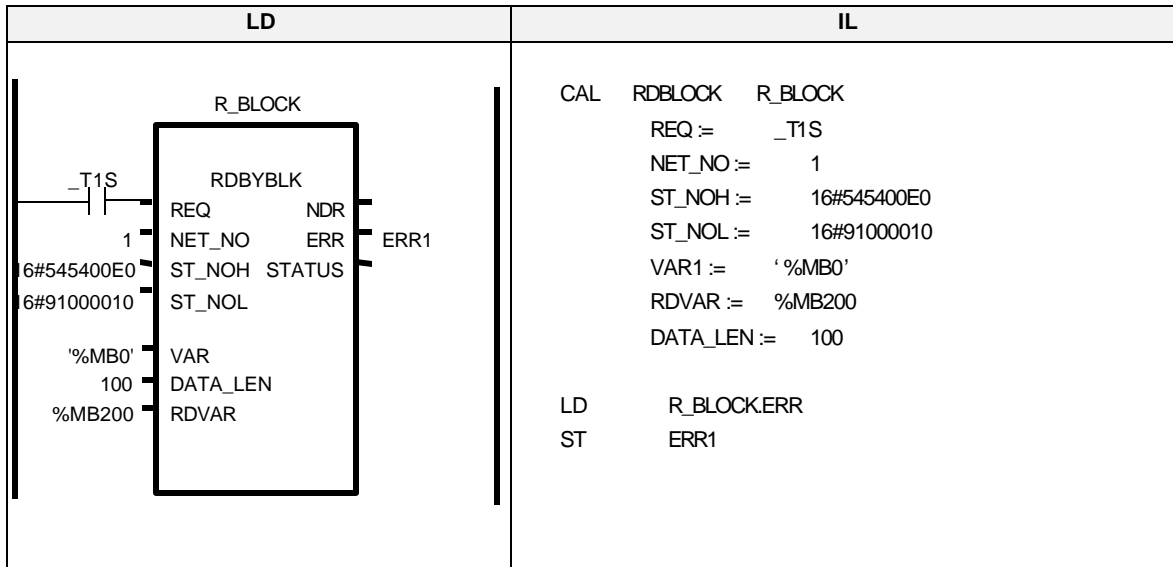 LD
IL
R_BLOCK
_T1S
RDBYBLK
REQ NDR
1 NET_NO ERR ERR1
16#545400E0 ST_NOH STATUS
16#91000010 ST_NOL
'%MB0' VAR
100 DATA_LEN
%MB200 RDVAR
CAL RDBLOCK R_BLOCK
REQ := _T1S
NET_NO := 1
ST_NOH := 16#545400E0
ST_NOL := 16#91000010
VAR1 := ‘ %MB0’
RDVAR := %MB200
DATA_LEN := 100
LD R_BLOCK.ERR
ST ERR1